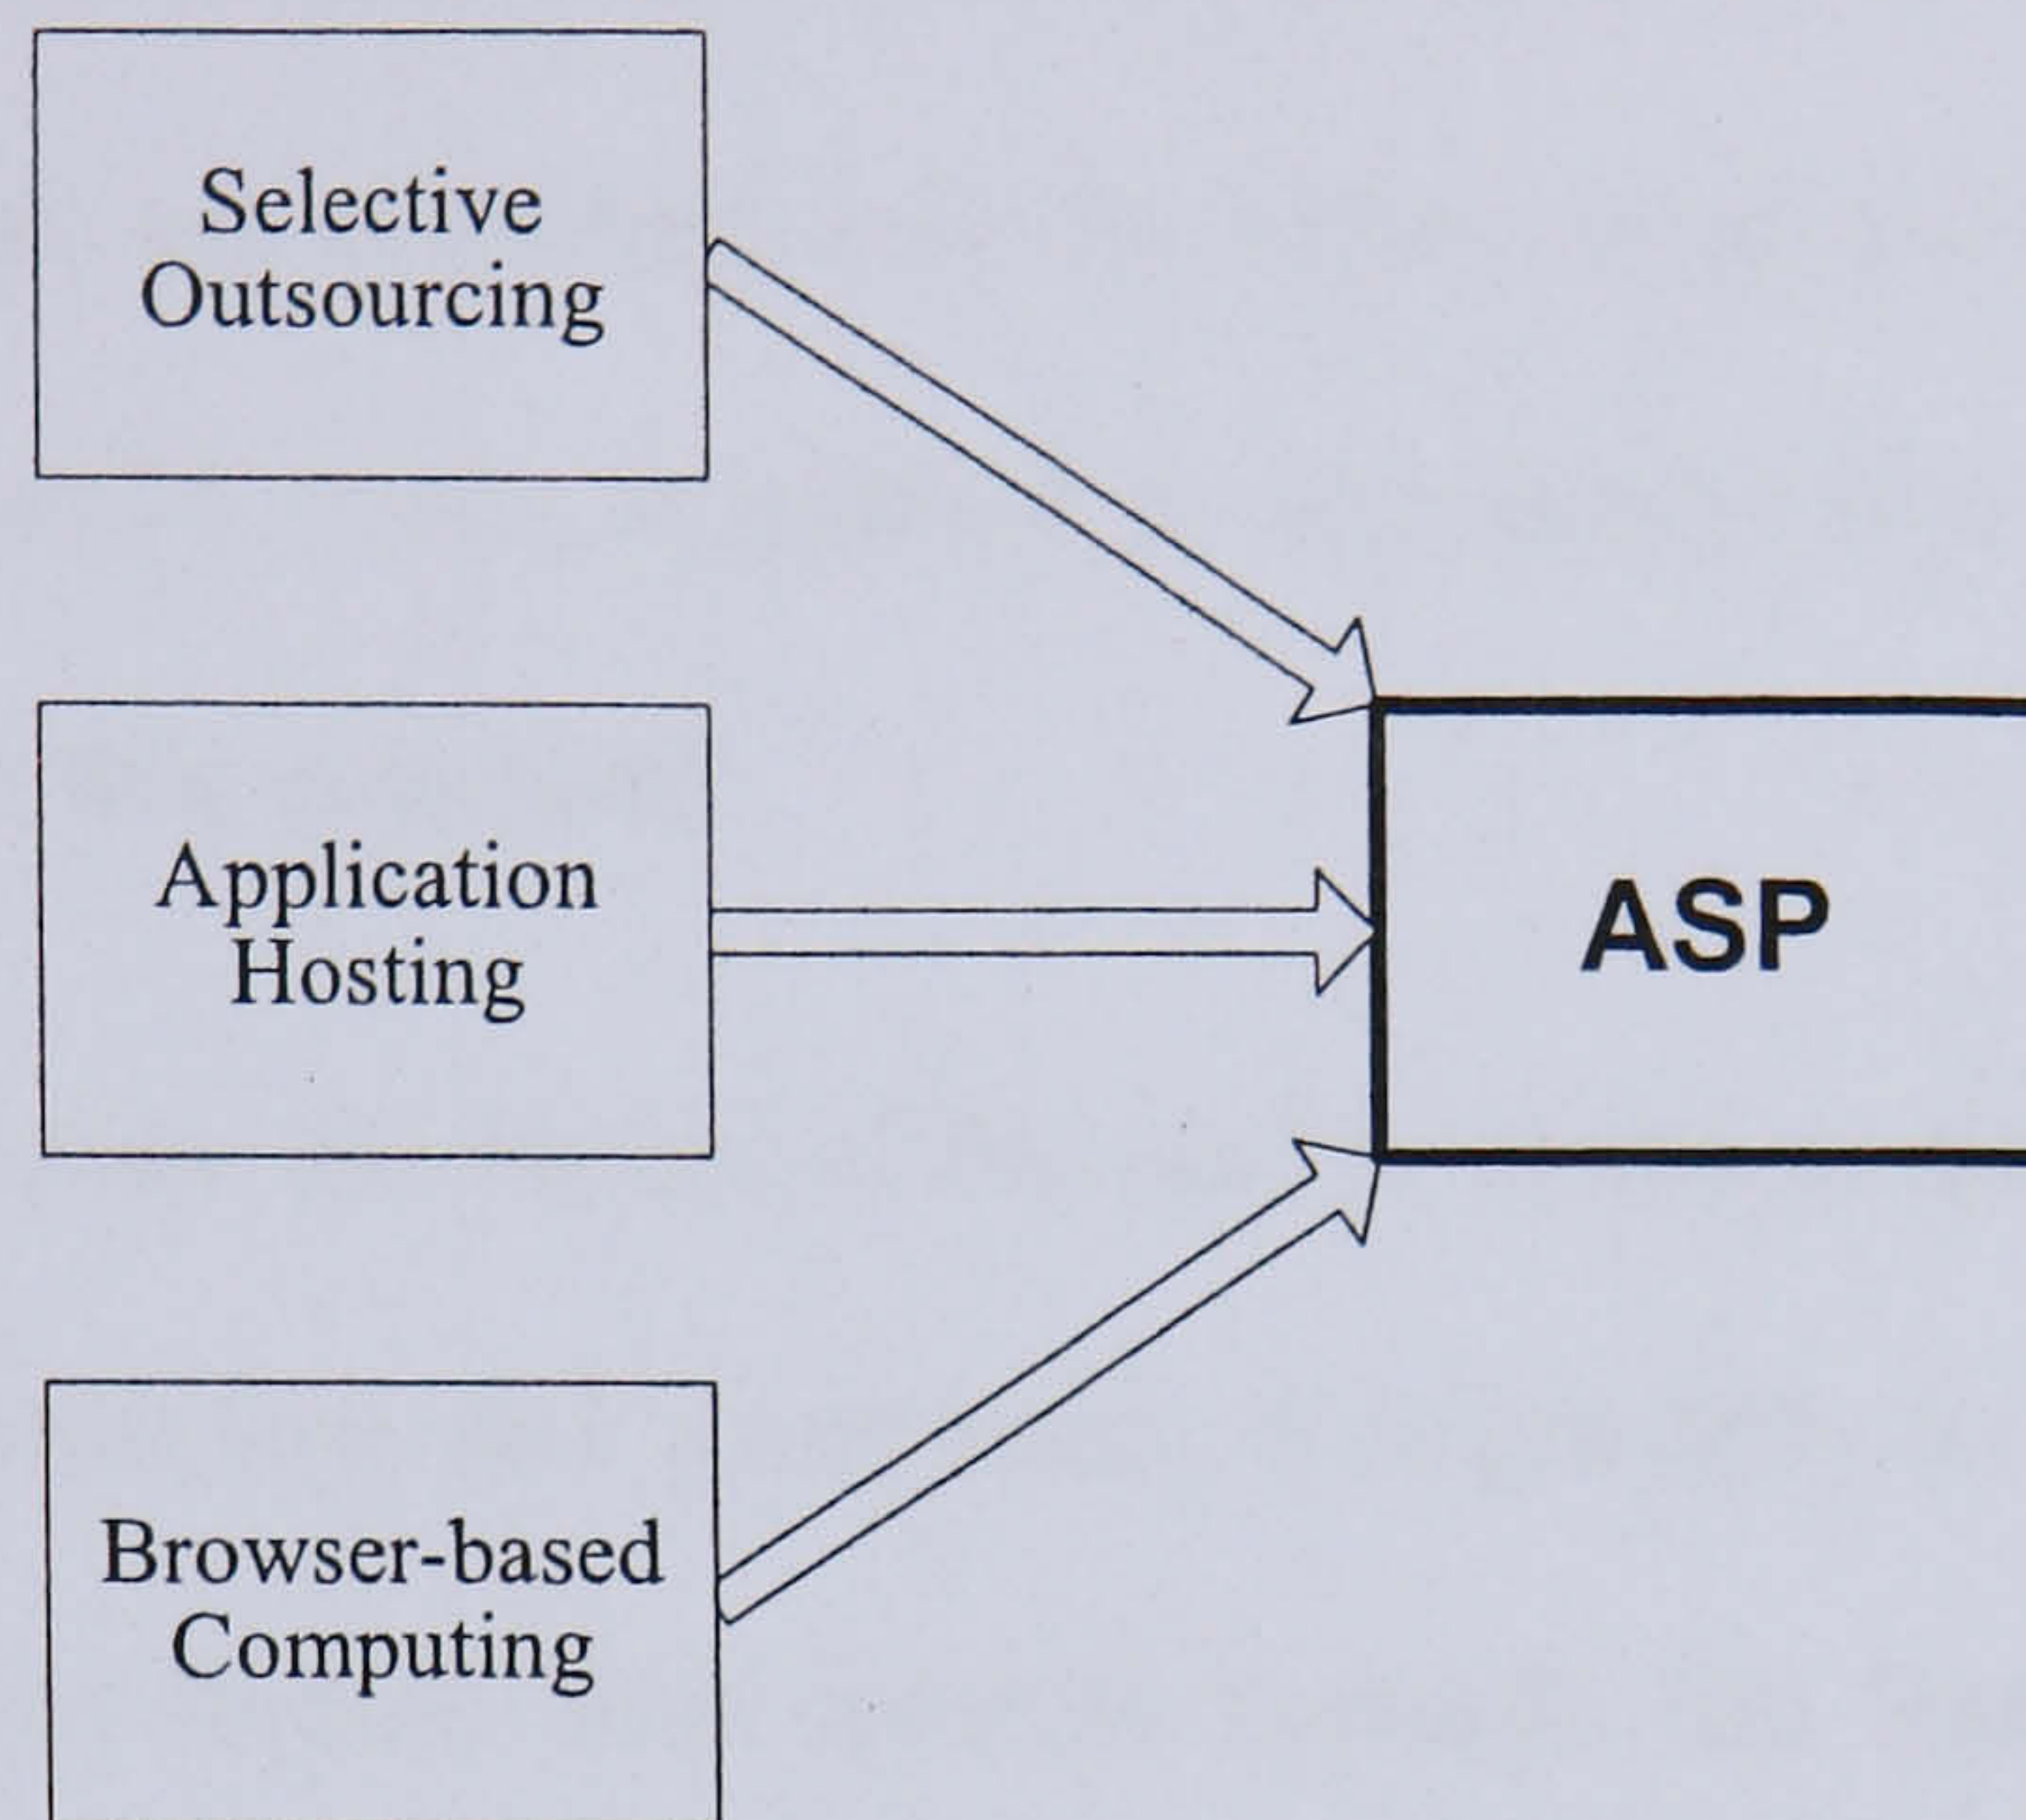 Selective
Outsourcing
Application
Hosting
ASP
Browser-based
Computing